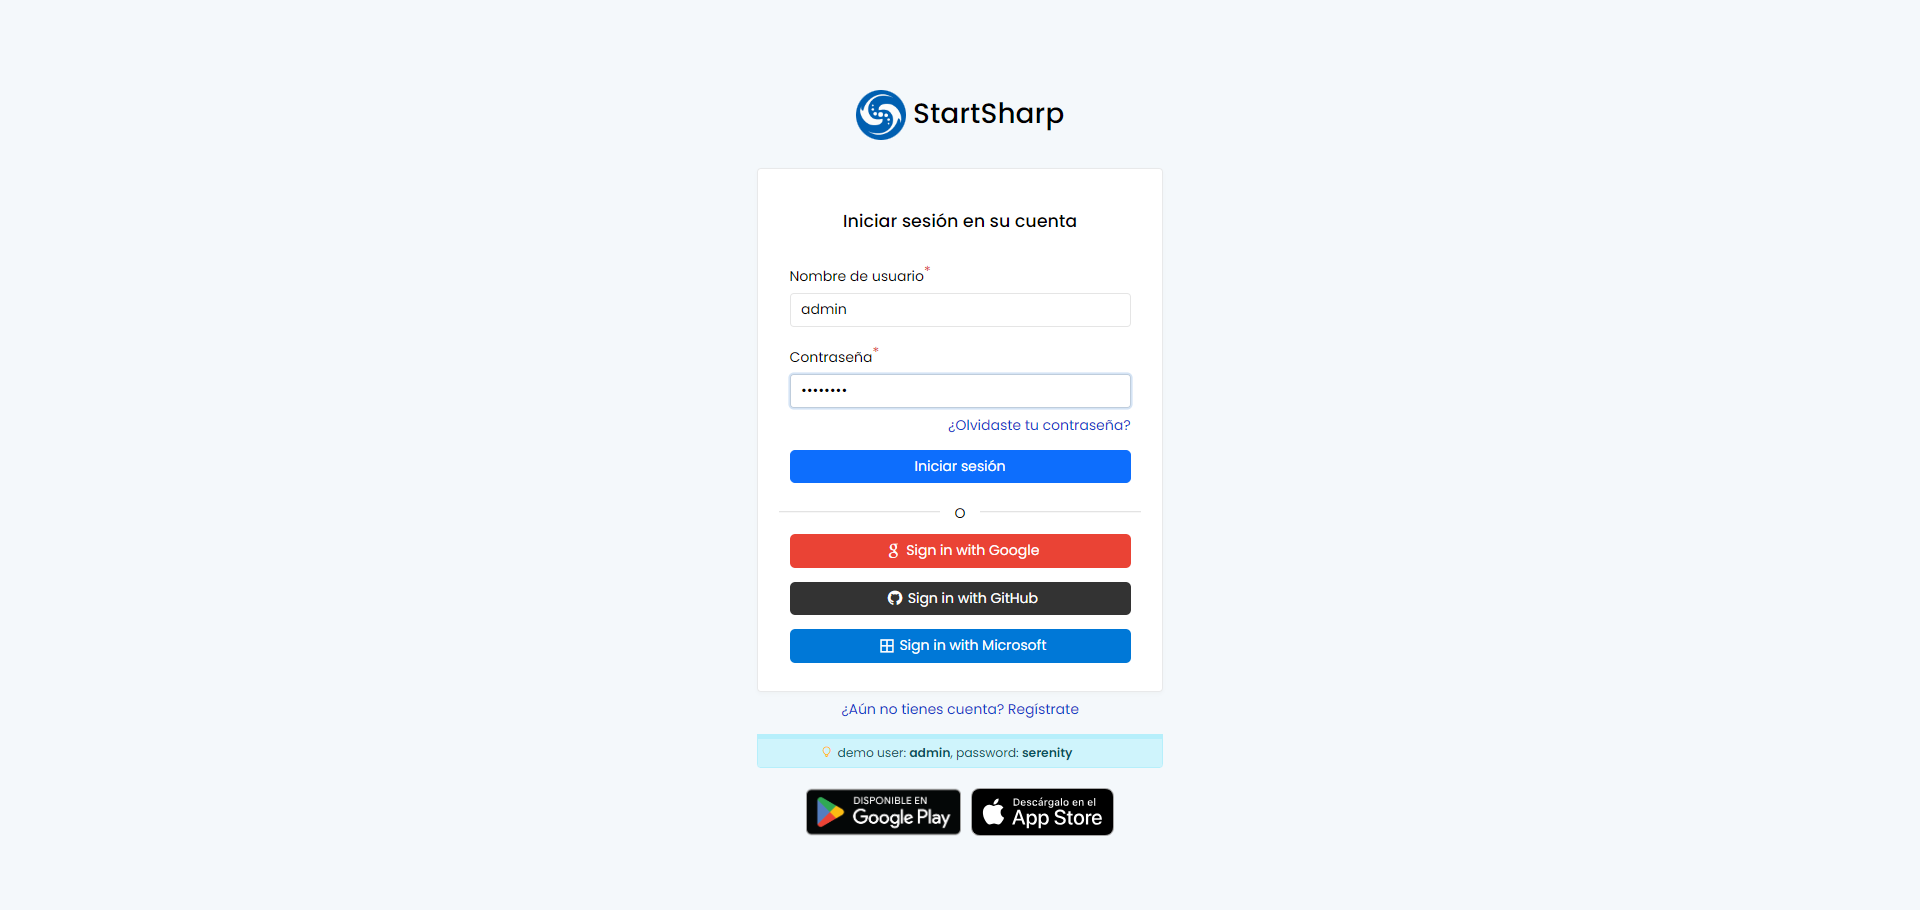 StartSharp
Iniciar sesión en su cuenta
Nombre de usuario*
admin
Contraseña*
••••••••
¿Olvidaste tu contraseña?
Iniciar sesión
O
Sign in with Google
Sign in with GitHub
Sign in with Microsoft
¿Aún no tienes cuenta? Regístrate
demo user: admin, password: serenity
DISPONIBLE EN
Google Play
Descárgalo en el
App Store